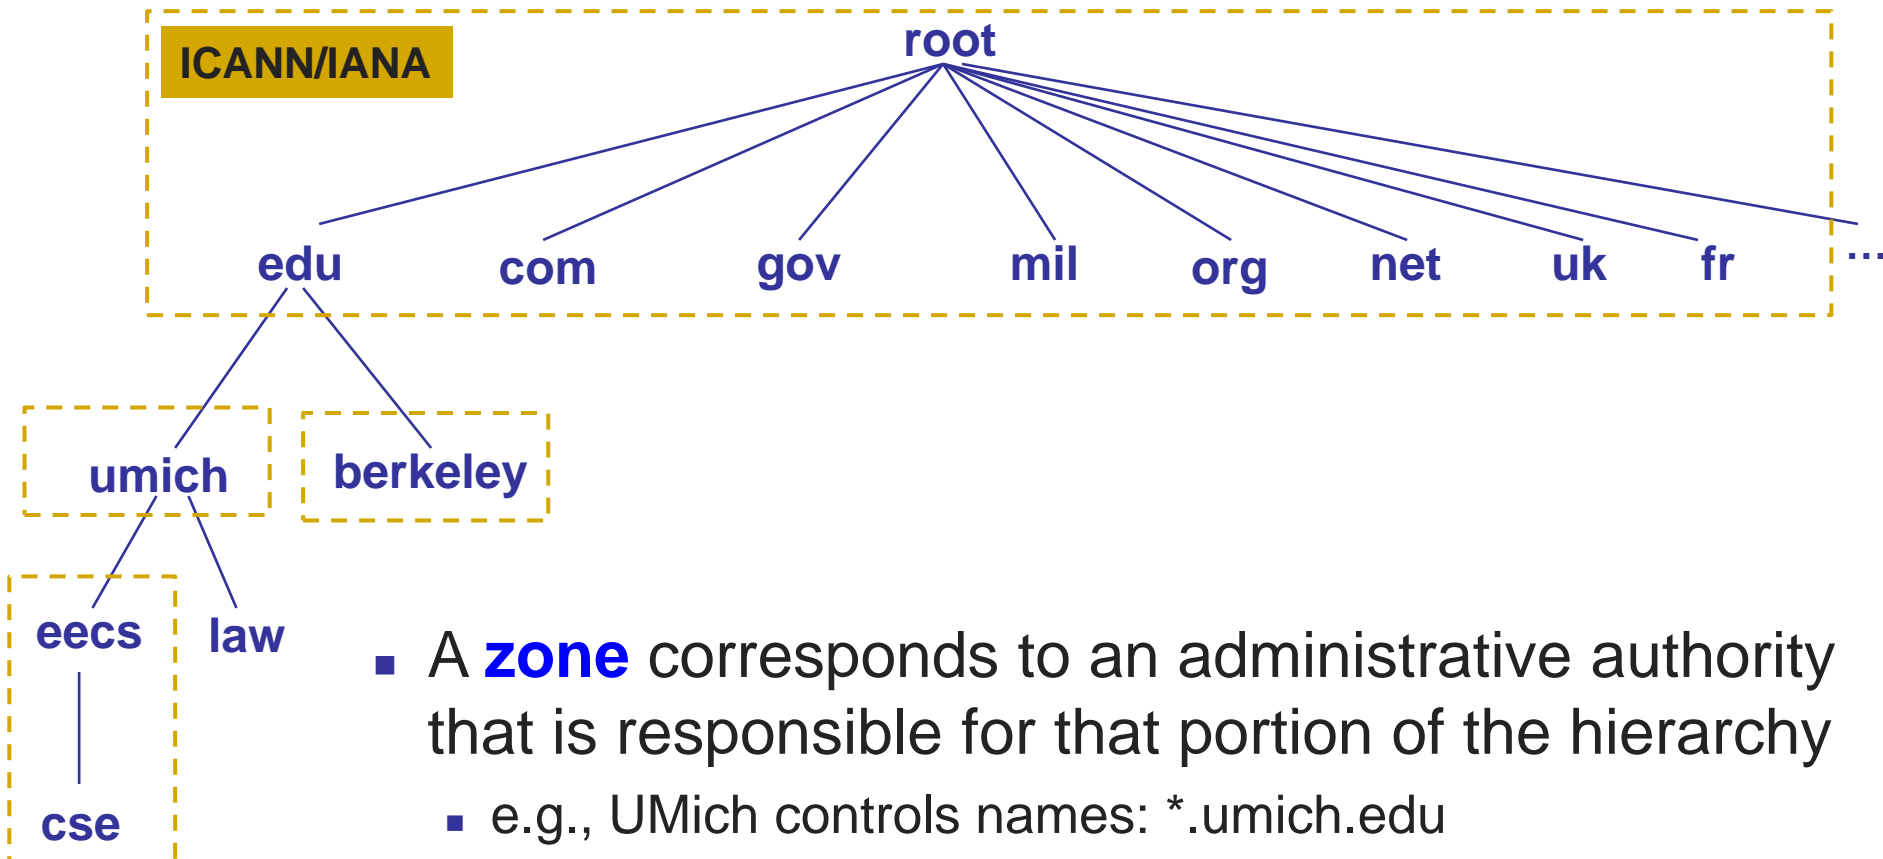 root
ICANN/IANA
edu com gov mil org net uk fr ...
umich berkeley
eecs law
■ A zone corresponds to an administrative authority
that is responsible for that portion of the hierarchy
cse
■ e.g., UMich controls names: *.umich.edu